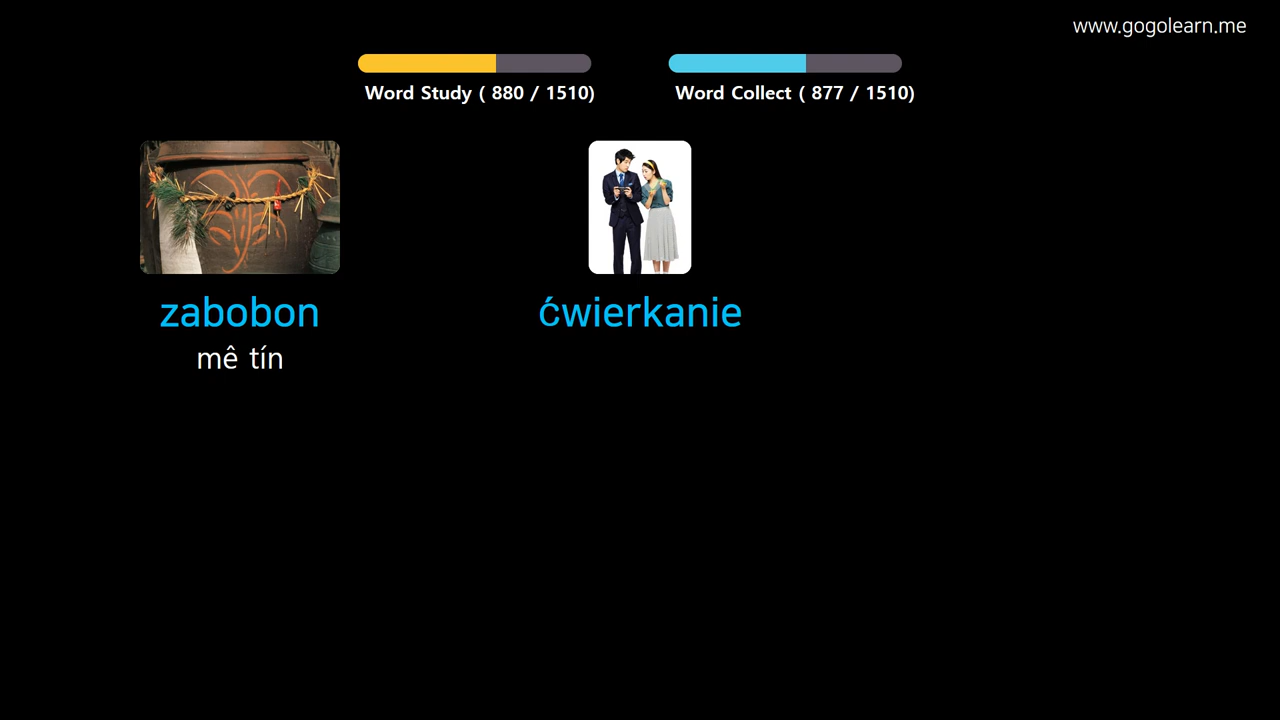 www.gogolearn.me
Word Study ( 880 / 1510)
Word Collect ( 877 / 1510)
zabobon
ćwierkanie
mê tín